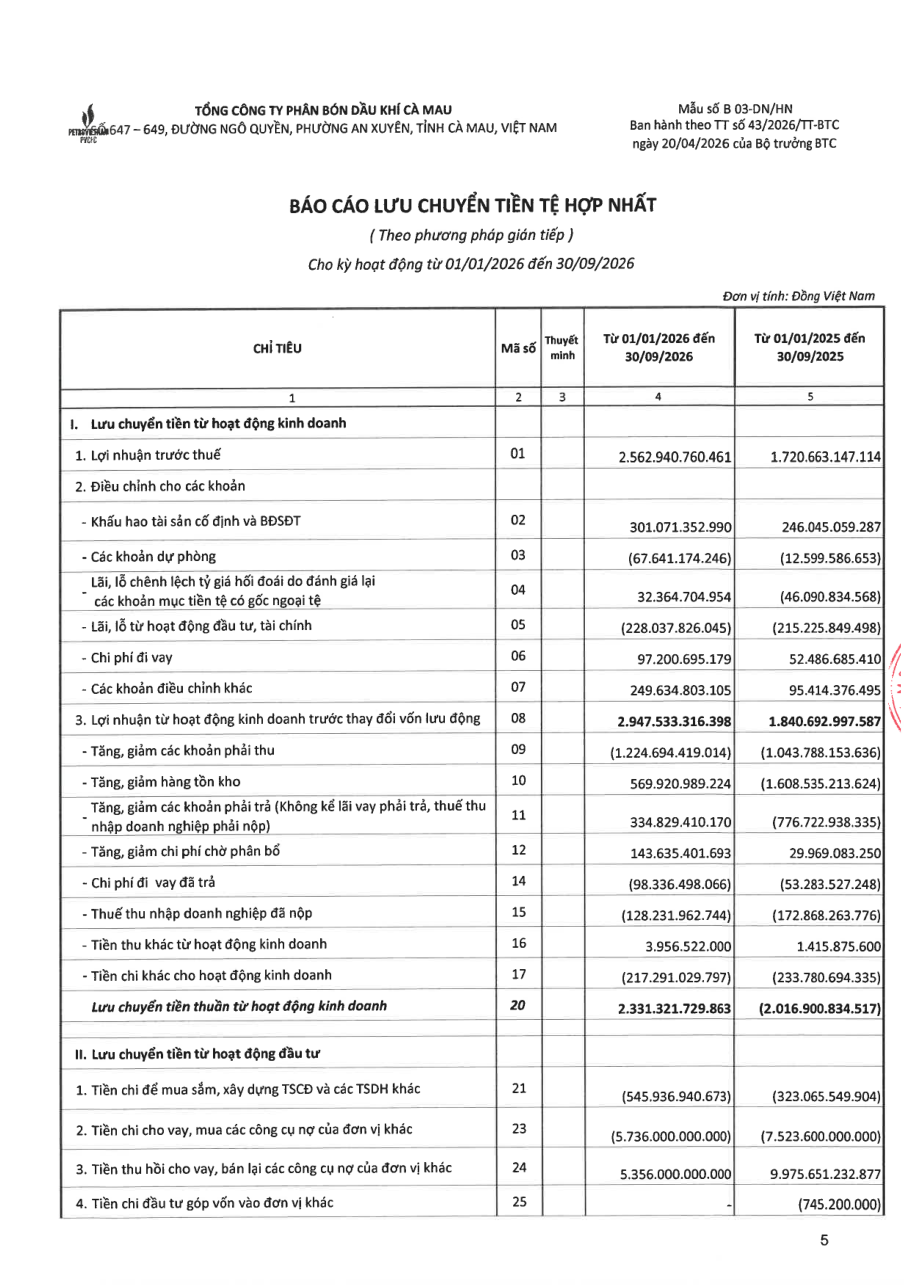 TỔNG CÔNG TY PHÂN BÓN DẦU KHÍ CÀ MAU
647 – 649, ĐƯỜNG NGÔ QUYỀN, PHƯỜNG AN XUYÊN, TỈNH CÀ MAU, VIỆT NAM
PVCFC
Mẫu số B 03-DN/HN
Ban hành theo TT số 43/2026/TT-BTC
ngày 20/04/2026 của Bộ trưởng BTC
BÁO CÁO LƯU CHUYỂN TIỀN TỆ HỢP NHẤT
( Theo phương pháp gián tiếp )
Cho kỳ hoạt động từ 01/01/2026 đến 30/09/2026
Đơn vị tính: Đồng Việt Nam
CHỈ TIÊU Mã số Thuyết minh Từ 01/01/2026 đến 30/09/2026 Từ 01/01/2025 đến 30/09/2025
1 2 3 4 5
I. Lưu chuyển tiền từ hoạt động kinh doanh
1. Lợi nhuận trước thuế 01 2.562.940.760.461 1.720.663.147.114
2. Điều chỉnh cho các khoản
- Khấu hao tài sản cố định và BĐSĐT 02 301.071.352.990 246.045.059.287
- Các khoản dự phòng 03 (67.641.174.246) (12.599.586.653)
- Lãi, lỗ chênh lệch tỷ giá hối đoái do đánh giá lại
các khoản mục tiền tệ có gốc ngoại tệ 04 32.364.704.954 (46.090.834.568)
- Lãi, lỗ từ hoạt động đầu tư, tài chính 05 (228.037.826.045) (215.225.849.498)
- Chi phí đi vay 06 97.200.695.179 52.486.685.410
- Các khoản điều chỉnh khác 07 249.634.803.105 95.414.376.495
3. Lợi nhuận từ hoạt động kinh doanh trước thay đổi vốn lưu động 08 2.947.533.316.398 1.840.692.997.587
- Tăng, giảm các khoản phải thu 09 (1.224.694.419.014) (1.043.788.153.636)
- Tăng, giảm hàng tồn kho 10 569.920.989.224 (1.608.535.213.624)
- Tăng, giảm các khoản phải trả (Không kể lãi vay phải trả, thuế thu
nhập doanh nghiệp phải nộp) 11 334.829.410.170 (776.722.938.335)
- Tăng, giảm chi phí chờ phân bổ 12 143.635.401.693 29.969.083.250
- Chi phí đi vay đã trả 14 (98.336.498.066) (53.283.527.248)
- Thuế thu nhập doanh nghiệp đã nộp 15 (128.231.962.744) (172.868.263.776)
- Tiền thu khác từ hoạt động kinh doanh 16 3.956.522.000 1.415.875.600
- Tiền chi khác cho hoạt động kinh doanh 17 (217.291.029.797) (233.780.694.335)
Lưu chuyển tiền thuần từ hoạt động kinh doanh 20 2.331.321.729.863 (2.016.900.834.517)
II. Lưu chuyển tiền từ hoạt động đầu tư
1. Tiền chi để mua sắm, xây dựng TSCĐ và các TSDH khác 21 (545.936.940.673) (323.065.549.904)
2. Tiền chi cho vay, mua các công cụ nợ của đơn vị khác 23 (5.736.000.000.000) (7.523.600.000.000)
3. Tiền thu hồi cho vay, bán lại các công cụ nợ của đơn vị khác 24 5.356.000.000.000 9.975.651.232.877
4. Tiền chi đầu tư góp vốn vào đơn vị khác 25 - (745.200.000)
5